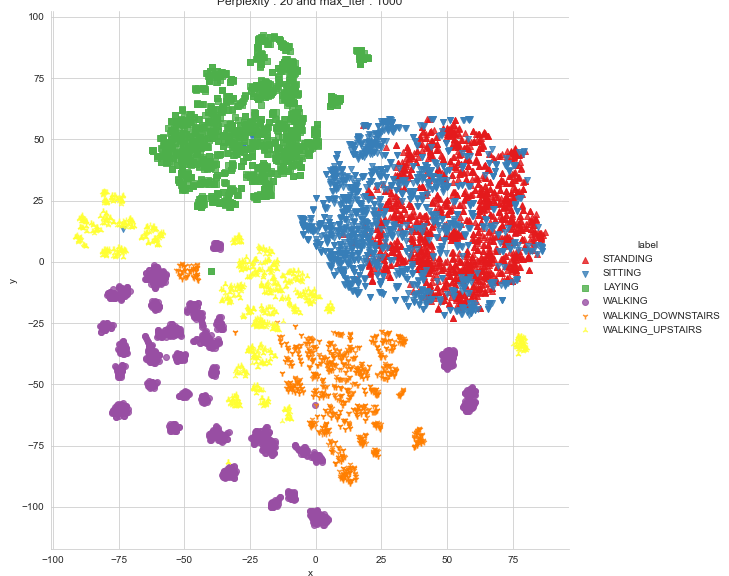 Perplexity : 20 and max_iter : 1000
100
75
50
25
0
−25
−50
−75
−100
y
−100 −75 −50 −25 0 25 50 75
x
label
STANDING
SITTING
LAYING
WALKING
WALKING_DOWNSTAIRS
WALKING_UPSTAIRS